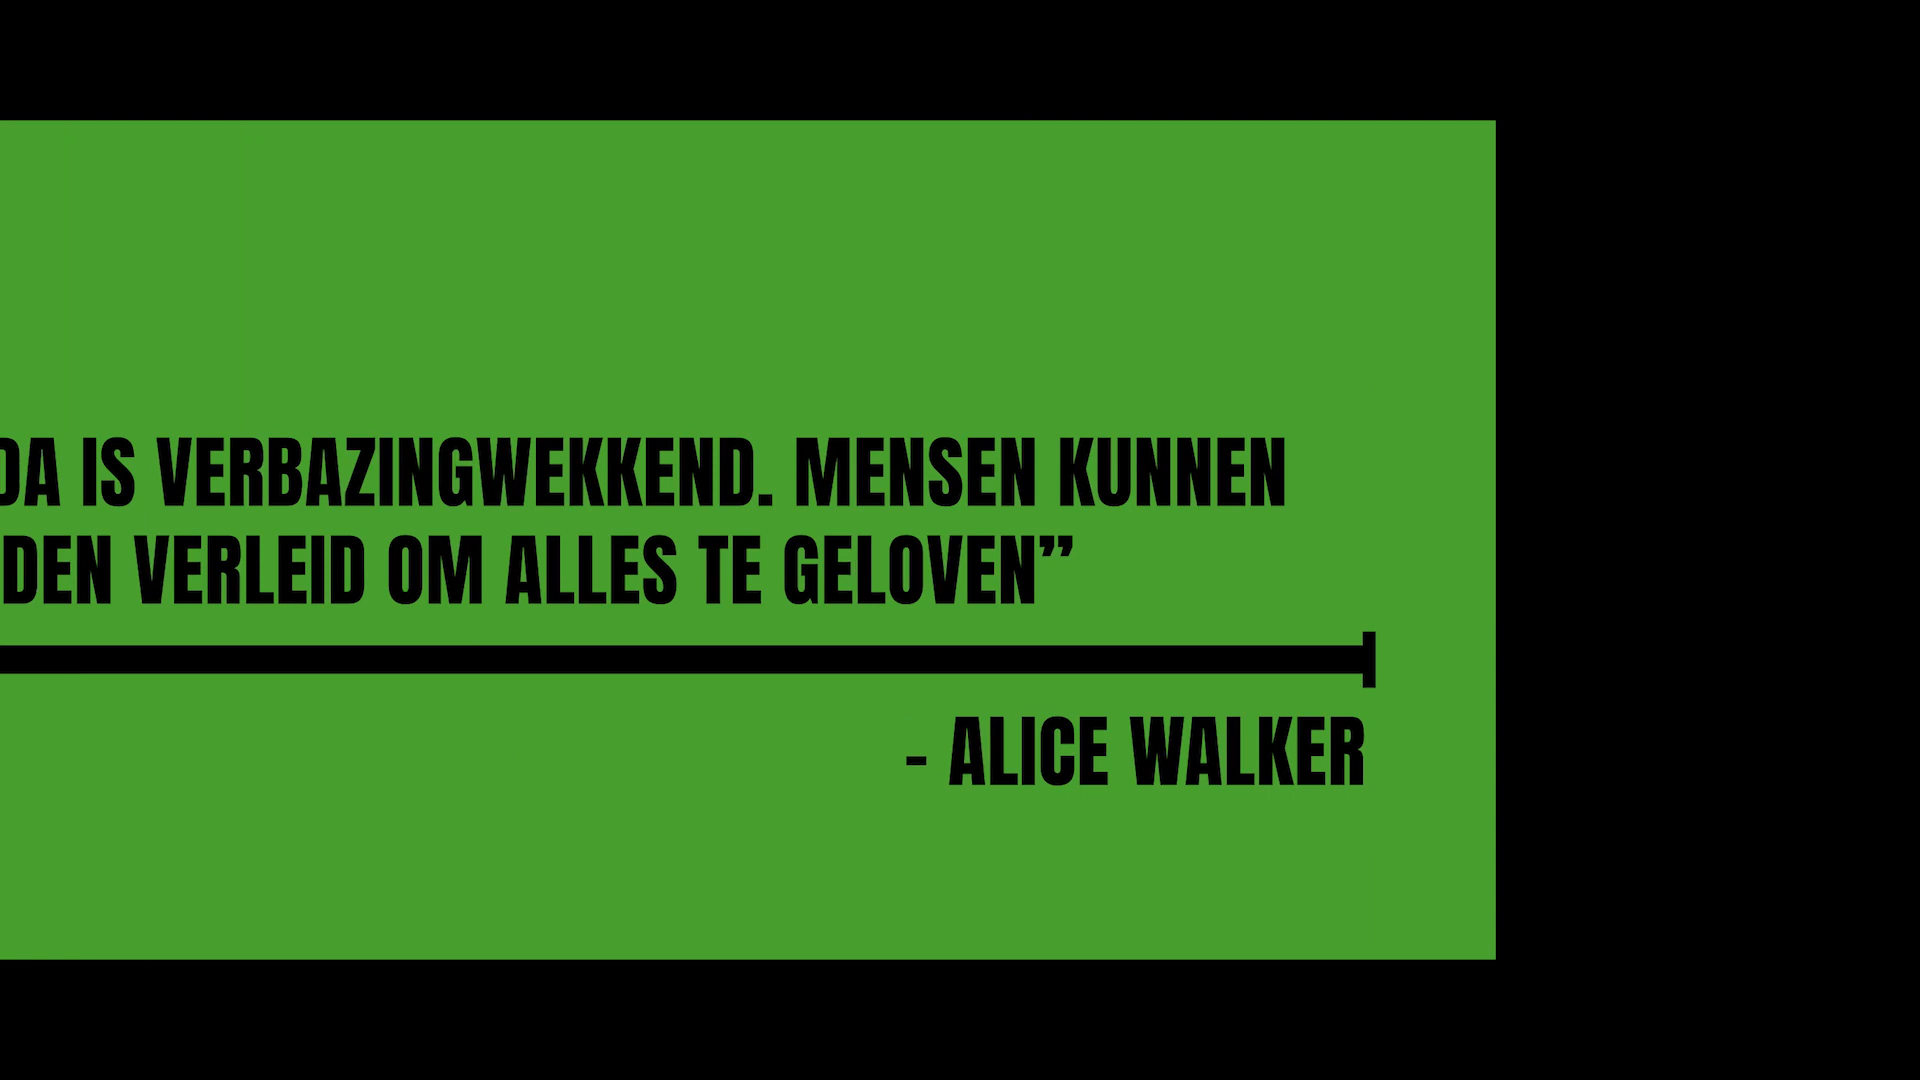 DA IS VERBAZINGWEKKEND. MENSEN KUNNEN
DEN VERLEID OM ALLES TE GELOVEN”
- ALICE WALKER